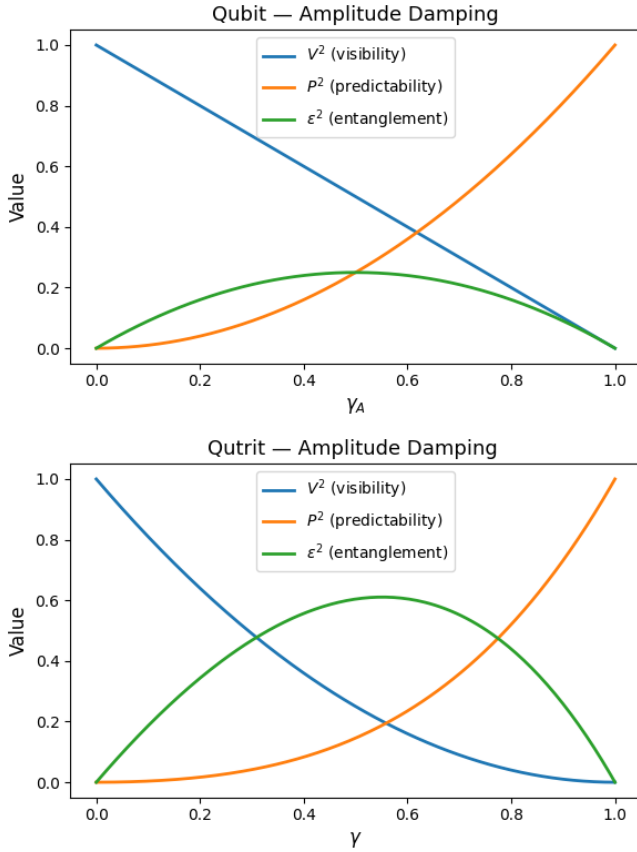 Qubit — Amplitude Damping
1.0
0.8
0.6
0.4
0.2
0.0
Value
V² (visibility)
P² (predictability)
ε² (entanglement)
0.0 0.2 0.4 0.6 0.8 1.0
γ_A
Qutrit — Amplitude Damping
1.0
0.8
0.6
0.4
0.2
0.0
Value
V² (visibility)
P² (predictability)
ε² (entanglement)
0.0 0.2 0.4 0.6 0.8 1.0
γ